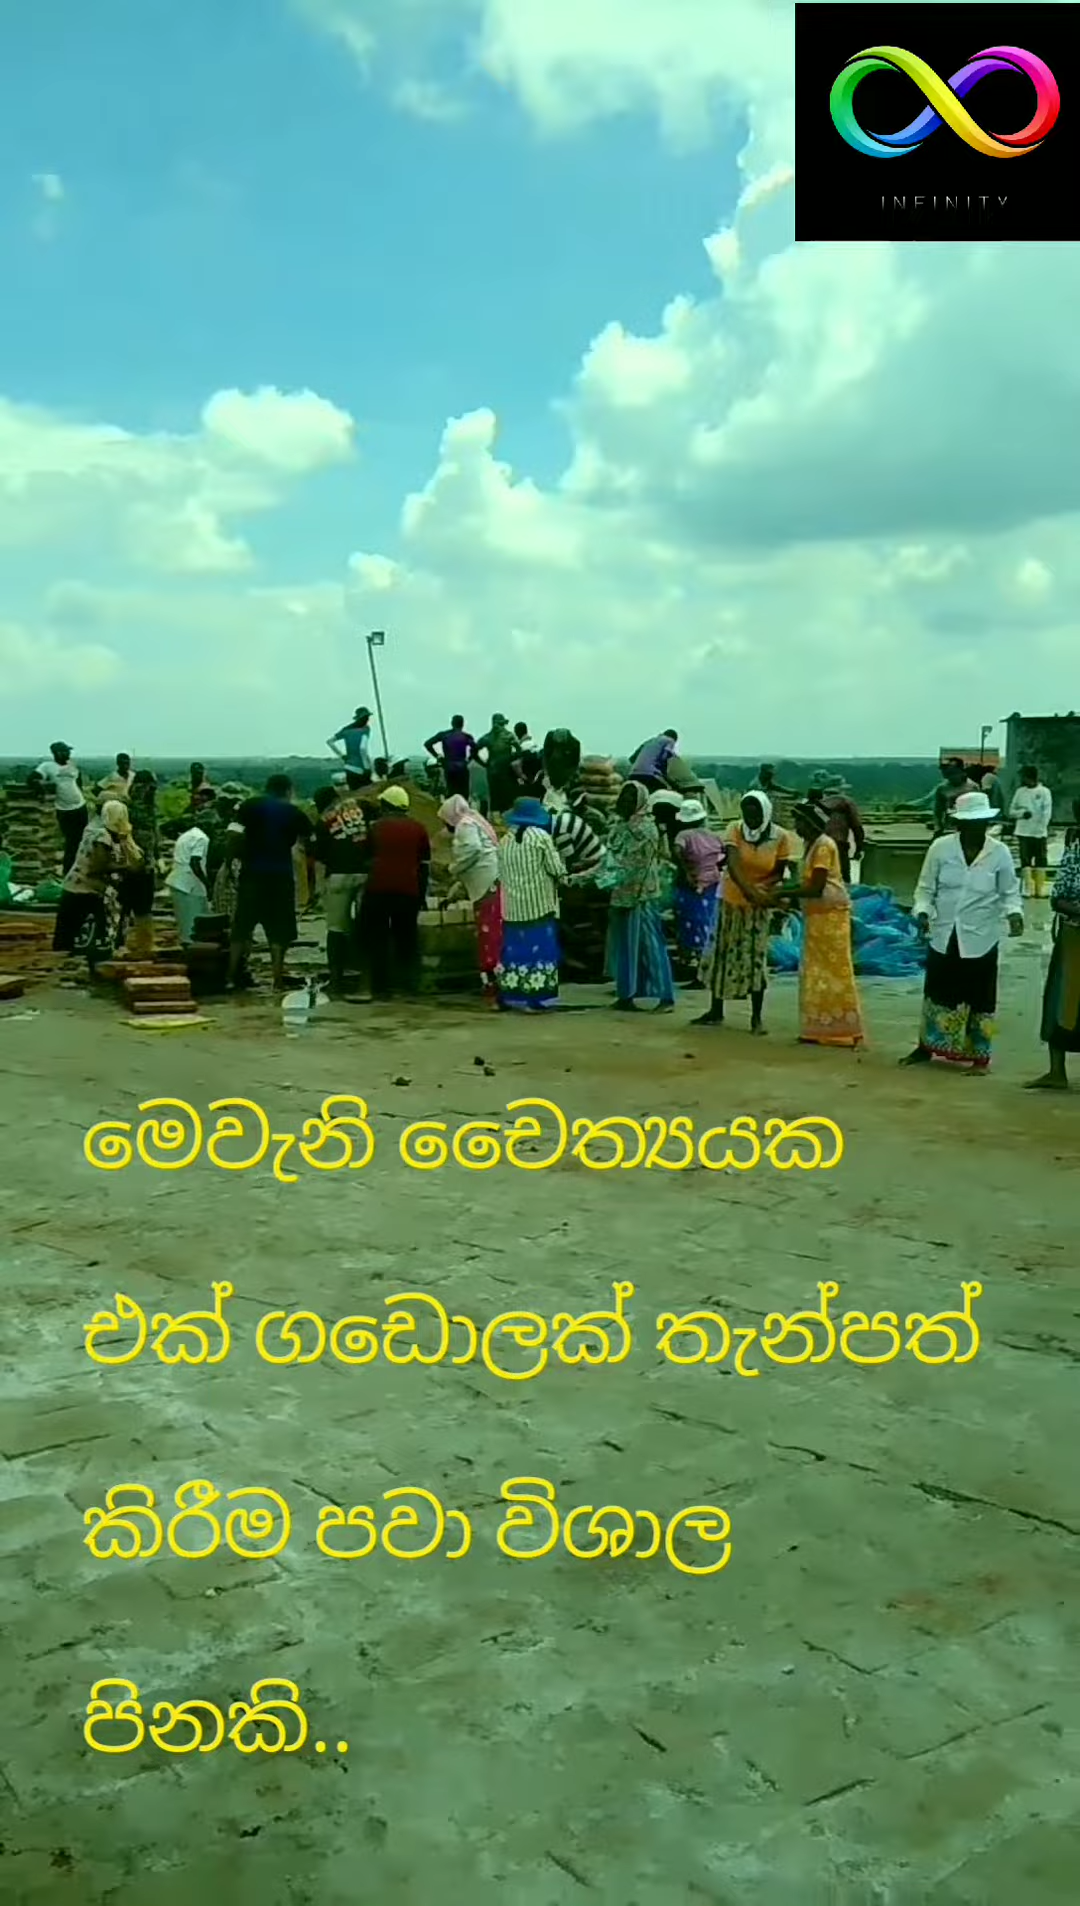 INFINITY
මෙවැනි චෛත්‍යයක
එක් ගඩොලක් තැන්පත්
කිරීම පවා විශාල
පිනකි..